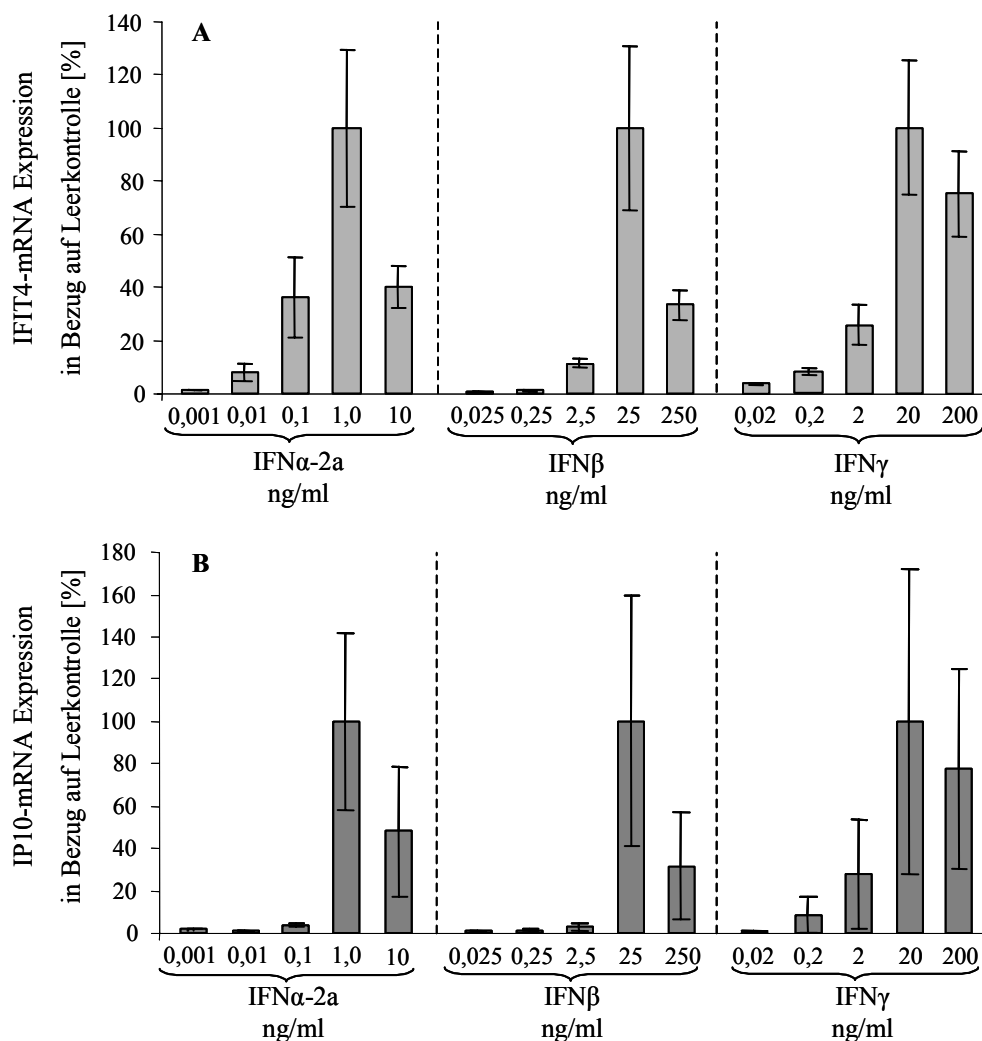 A
IFIT4-mRNA Expression
in Bezug auf Leerkontrolle [%]
140
120
100
80
60
40
20
0
0,001 0,01 0,1 1,0 10 0,025 0,25 2,5 25 250 0,02 0,2 2 20 200
IFNα-2a IFNβ IFNγ
ng/ml ng/ml ng/ml
B
IP10-mRNA Expression
in Bezug auf Leerkontrolle [%]
180
160
140
120
100
80
60
40
20
0
0,001 0,01 0,1 1,0 10 0,025 0,25 2,5 25 250 0,02 0,2 2 20 200
IFNα-2a IFNβ IFNγ
ng/ml ng/ml ng/ml